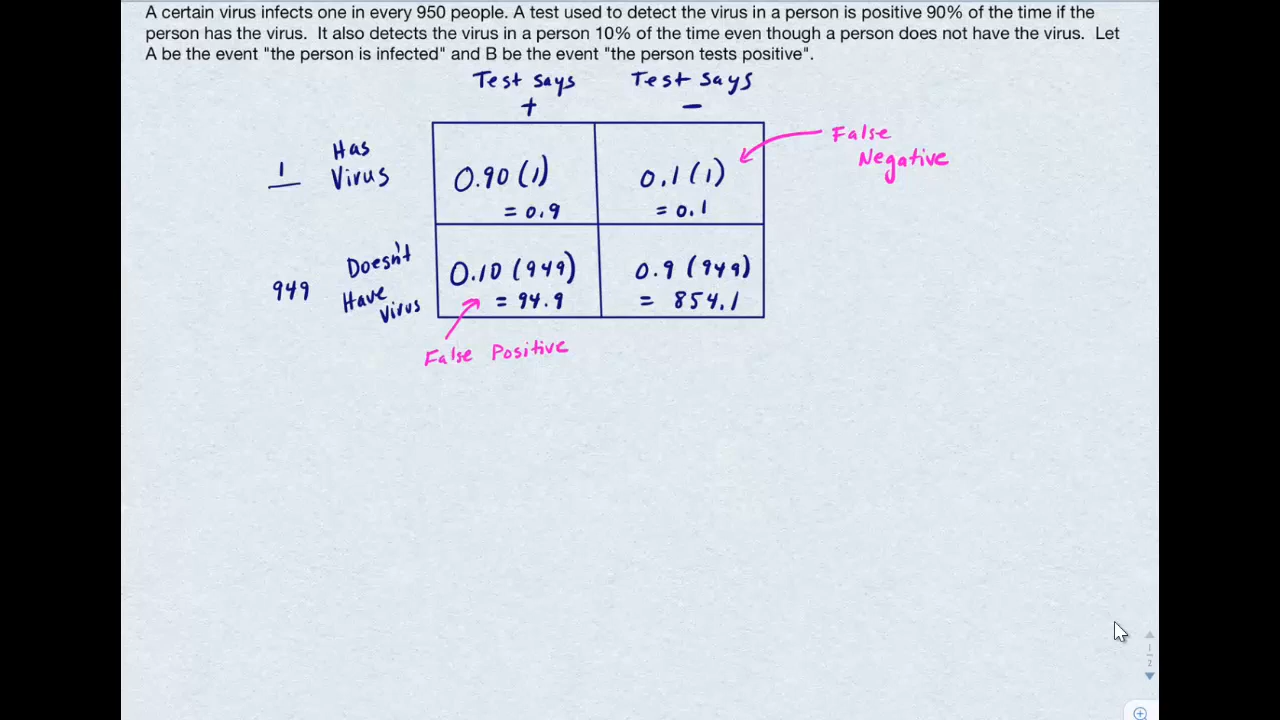 A certain virus infects one in every 950 people. A test used to detect the virus in a person is positive 90% of the time if the
person has the virus.  It also detects the virus in a person 10% of the time even though a person does not have the virus.  Let
A be the event "the person is infected" and B be the event "the person tests positive".
Test says Test says
+ −
False
Negative
1 Has
Virus
0.90 (1) 0.1 (1)
= 0.9 = 0.1
949 Doesn't
Have
Virus
0.10 (949) 0.9 (949)
= 94.9 = 854.1
False Positive
1
2